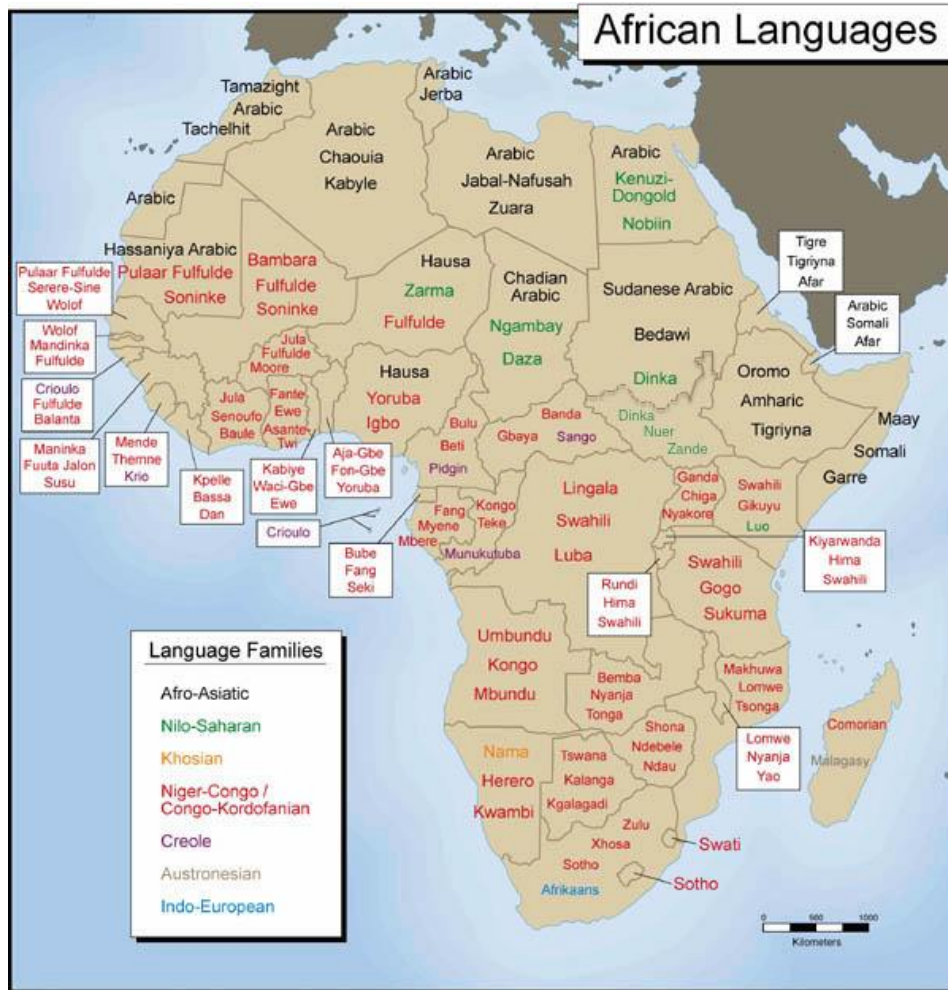 African Languages
Tamazight
Arabic
Tachelhit
Arabic
Jerba
Arabic
Chaouia
Kabyle
Arabic
Jabal-Nafusah
Zuara
Arabic
Kenuzi-
Dongold
Nobiin
Arabic
Hassaniya Arabic
Pulaar Fulfulde
Soninke
Bambara
Fulfulde
Soninke
Hausa
Zarma
Fulfulde
Chadian
Arabic
Ngambay
Daza
Sudanese Arabic
Bedawi
Dinka
Tigre
Tigriyna
Afar
Arabic
Somali
Afar
Pulaar Fulfulde
Serere-Sine
Wolof
Wolof
Mandinka
Fulfulde
Crioulo
Fulfulde
Balanta
Maninka
Fuuta Jalon
Susu
Mende
Themne
Krio
Jula
Fulfulde
Moore
Jula
Senoufo
Baule
Fante
Ewe
Asante-
Twi
Kpelle
Bassa
Dan
Kabiye
Waci-Gbe
Ewe
Aja-Gbe
Fon-Gbe
Yoruba
Hausa
Yoruba
Igbo
Bulu
Beti
Pidgin
Banda
Gbaya
Sango
Dinka
Nuer
Zande
Oromo
Amharic
Tigriyna
Maay
Somali
Garre
Crioulo
Bube
Fang
Seki
Fang
Myene
Mbere
Kongo
Teke
Munukutuba
Lingala
Swahili
Luba
Ganda
Chiga
Nyakore
Swahili
Gikuyu
Luo
Kiyarwanda
Hima
Swahili
Rundi
Hima
Swahili
Swahili
Gogo
Sukuma
Umbundu
Kongo
Mbundu
Bemba
Nyanja
Tonga
Makhuwa
Lomwe
Tsonga
Lomwe
Nyanja
Yao
Comorian
Malagasy
Nama
Herero
Kwambi
Tswana
Kalanga
Kgalagadi
Shona
Ndebele
Ndau
Zulu
Xhosa
Sotho
Afrikaans
Swati
Sotho
Language Families
Afro-Asiatic
Nilo-Saharan
Khosian
Niger-Congo /
Congo-Kordofanian
Creole
Austronesian
Indo-European
0 500 1000
Kilometers